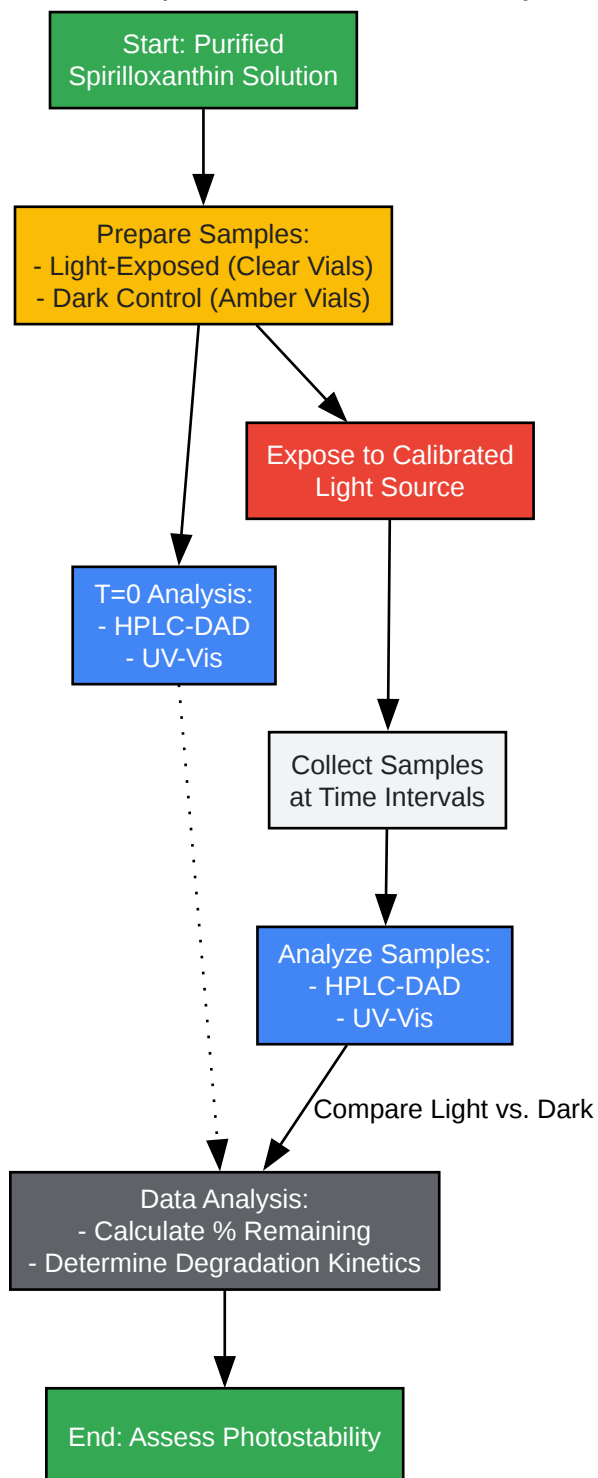 Start: Purified
Spirilloxanthin Solution
Prepare Samples:
- Light-Exposed (Clear Vials)
- Dark Control (Amber Vials)
Expose to Calibrated
Light Source
T=0 Analysis:
- HPLC-DAD
- UV-Vis
Collect Samples
at Time Intervals
Analyze Samples:
- HPLC-DAD
- UV-Vis
Compare Light vs. Dark
Data Analysis:
- Calculate % Remaining
- Determine Degradation Kinetics
End: Assess Photostability